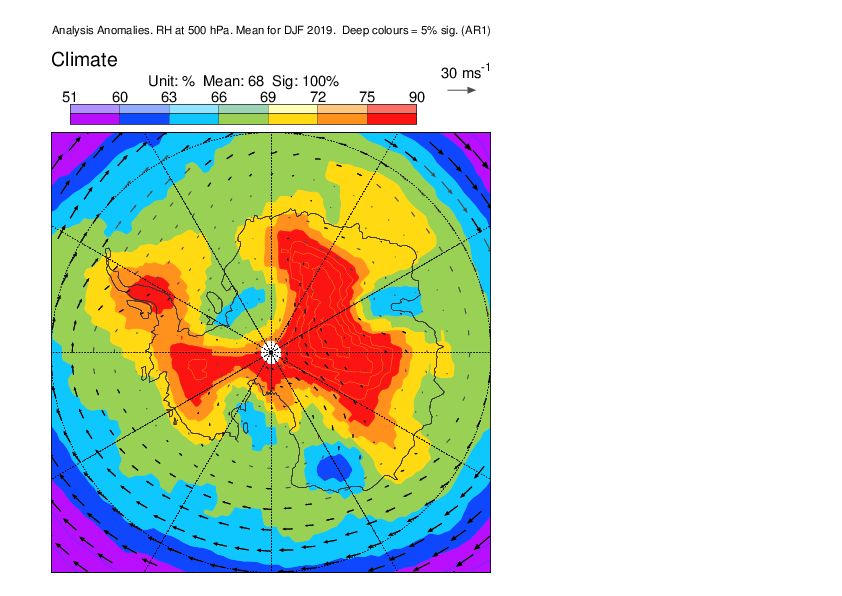 Analysis Anomalies. RH at 500 hPa. Mean for DJF 2019. Deep colours = 5% sig. (AR1)
Climate
30 ms-1
Unit: % Mean: 68 Sig: 100%
51 60 63 66 69 72 75 90